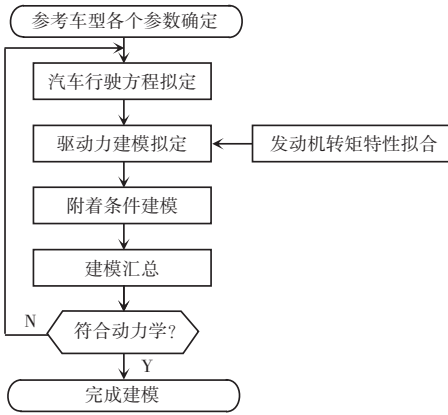 参考车型各个参数确定
汽车行驶方程拟定
驱动力建模拟定
发动机转矩特性拟合
附着条件建模
建模汇总
N
符合动力学?
Y
完成建模